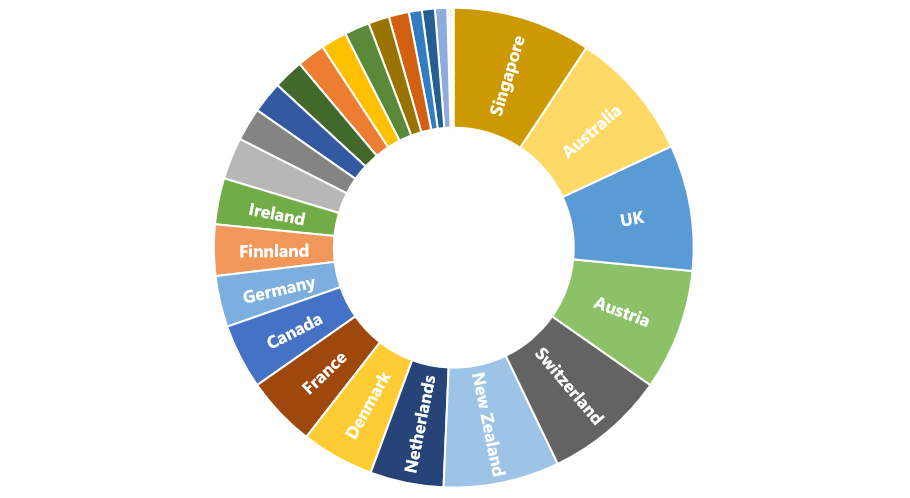 Singapore
Australia
UK
Austria
Switzerland
New Zealand
Netherlands
Denmark
France
Canada
Germany
Finnland
Ireland